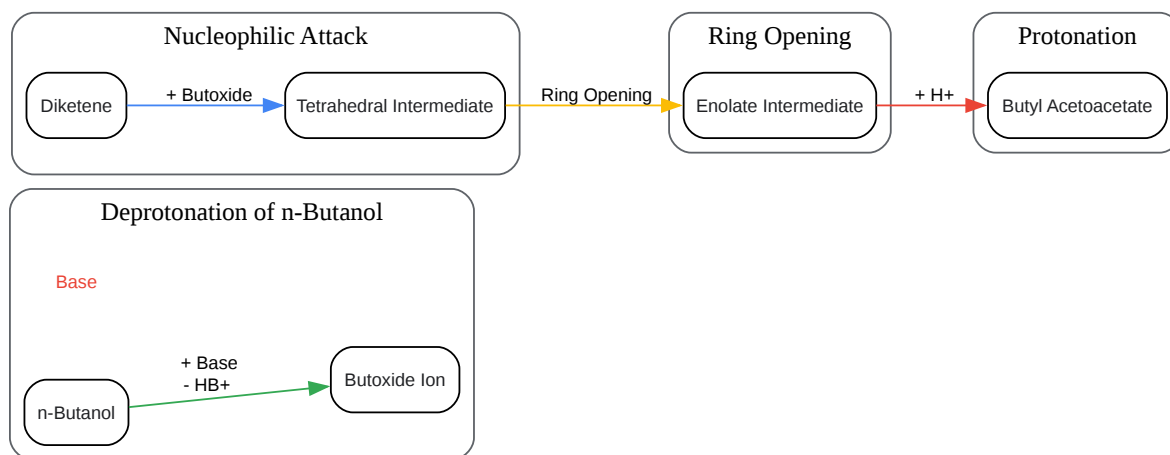 Nucleophilic Attack
Diketene
+ Butoxide
Tetrahedral Intermediate
Ring Opening
Ring Opening
Enolate Intermediate
+ H+
Protonation
Butyl Acetoacetate
Deprotonation of n-Butanol
Base
n-Butanol
+ Base
- HB+
Butoxide Ion